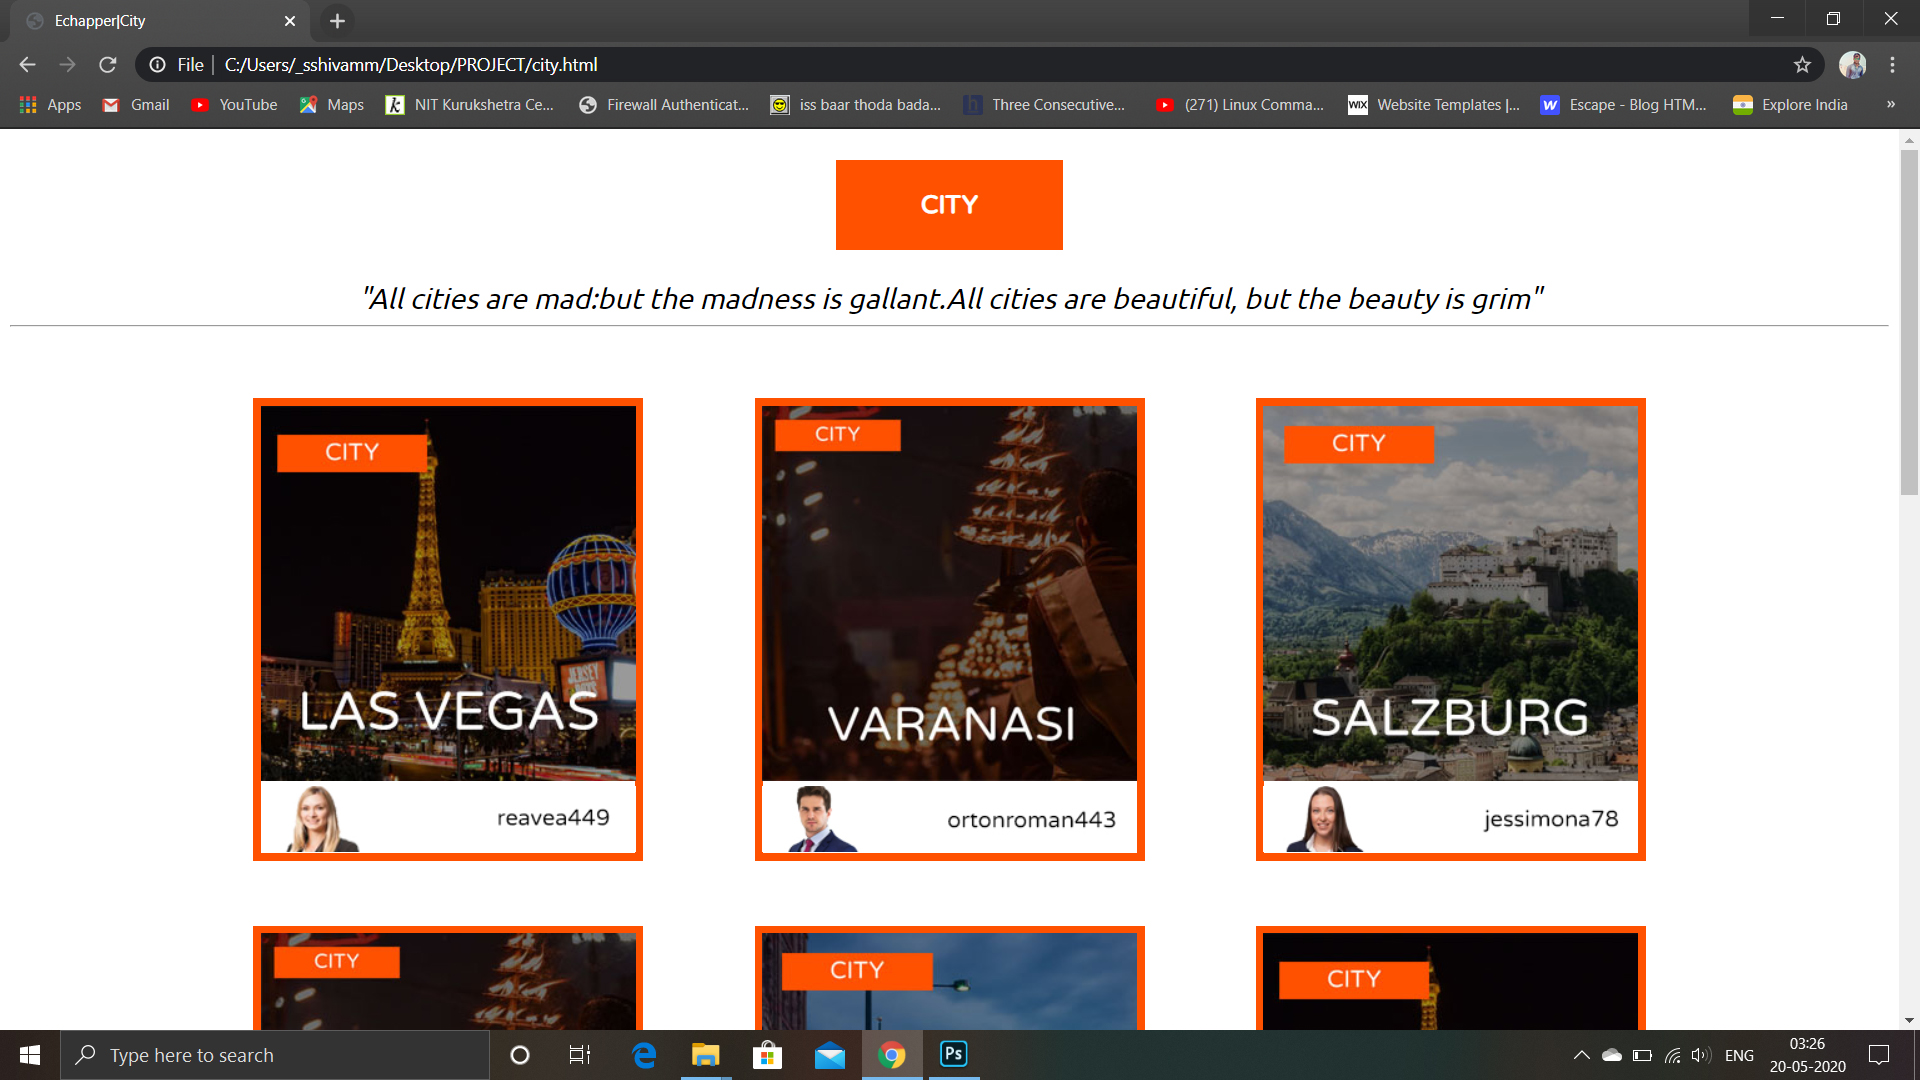 Echapper|City
File
C:/Users/_sshivamm/Desktop/PROJECT/city.html
Apps
Gmail
YouTube
Maps
k
NIT Kurukshetra Ce...
Firewall Authenticat...
iss baar thoda bada...
h
Three Consecutive...
(271) Linux Comma...
WIX
Website Templates |...
W
Escape - Blog HTM...
Explore India
»
CITY
"All cities are mad:but the madness is gallant.All cities are beautiful, but the beauty is grim"
CITY
LAS VEGAS
reavea449
CITY
VARANASI
ortonroman443
CITY
SALZBURG
jessimona78
CITY
CITY
CITY
Type here to search
Ps
ENG
03:26
20-05-2020